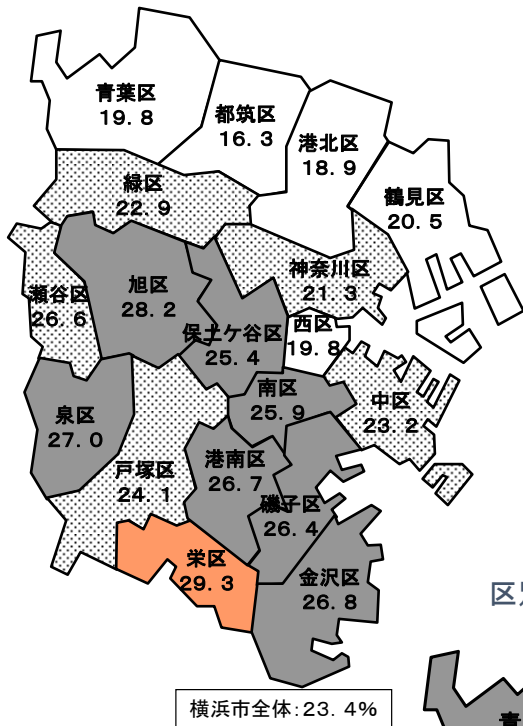 青葉区
19.8
都筑区
16.3
港北区
18.9
鶴見区
20.5
緑区
22.9
神奈川区
21.3
瀬谷区
26.6
旭区
28.2
保土ケ谷区
25.4
西区
19.8
南区
25.9
中区
23.2
泉区
27.0
戸塚区
24.1
港南区
26.7
磯子区
26.4
栄区
29.3
金沢区
26.8
区
横浜市全体:23.4%